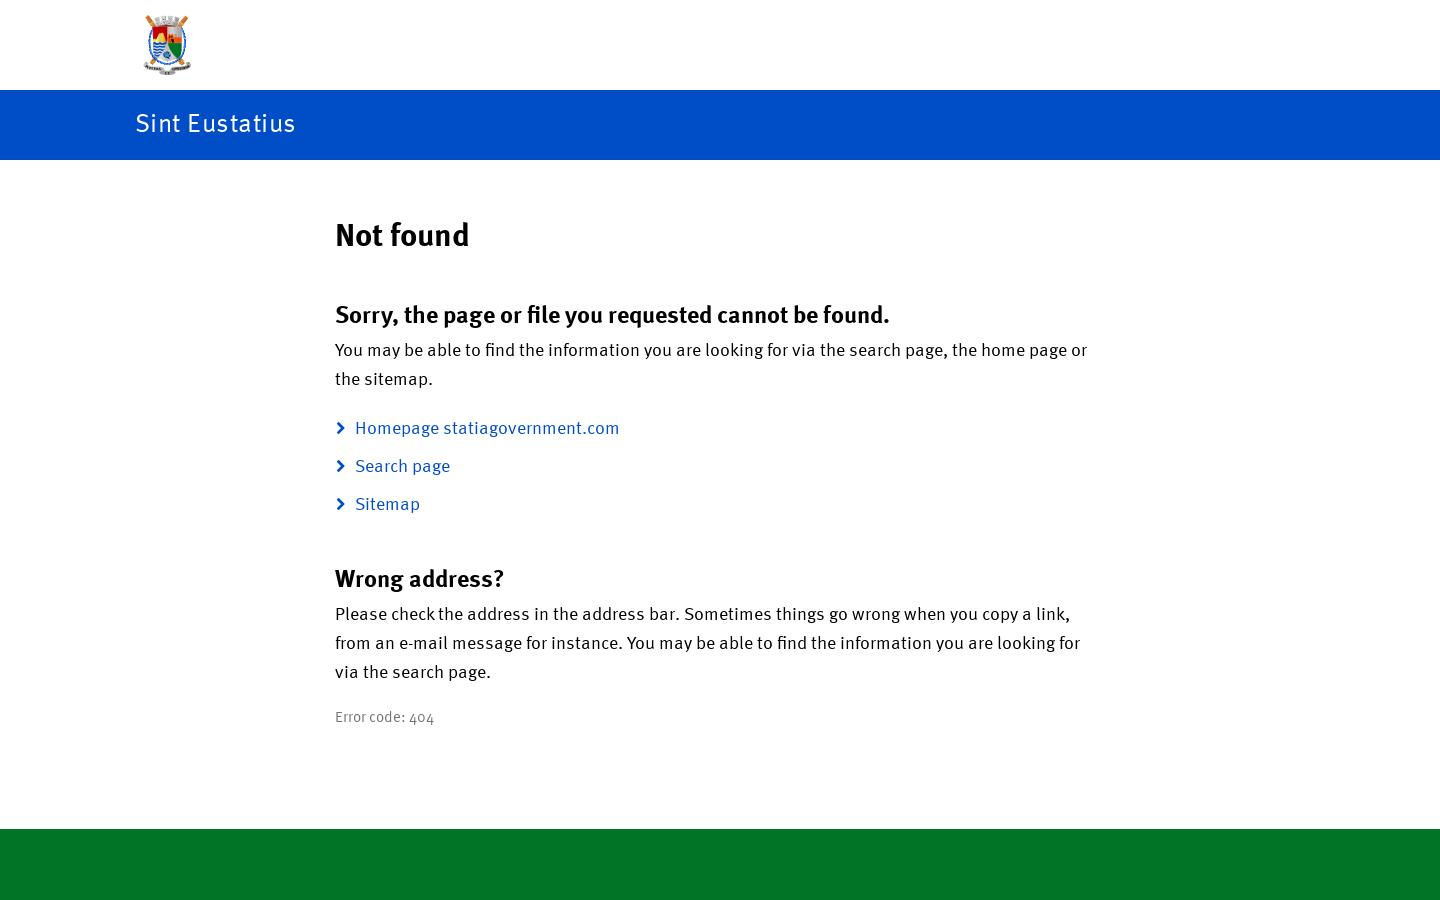 Sint Eustatius
Not found
Sorry, the page or file you requested cannot be found.
You may be able to find the information you are looking for via the search page, the home page or
the sitemap.
Homepage statiagovernment.com
Search page
Sitemap
Wrong address?
Please check the address in the address bar. Sometimes things go wrong when you copy a link,
from an e-mail message for instance. You may be able to find the information you are looking for
via the search page.
Error code: 404